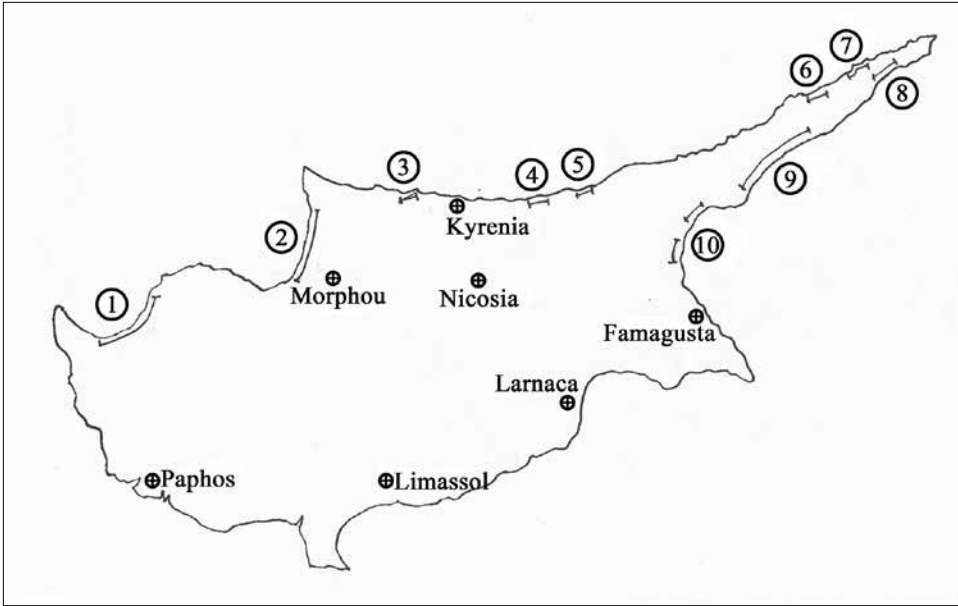 7
6
8
3
5
4
9
Kyrenia
2
10
Morphou
Nicosia
1
Famagusta
Larnaca
Paphos
Limassol